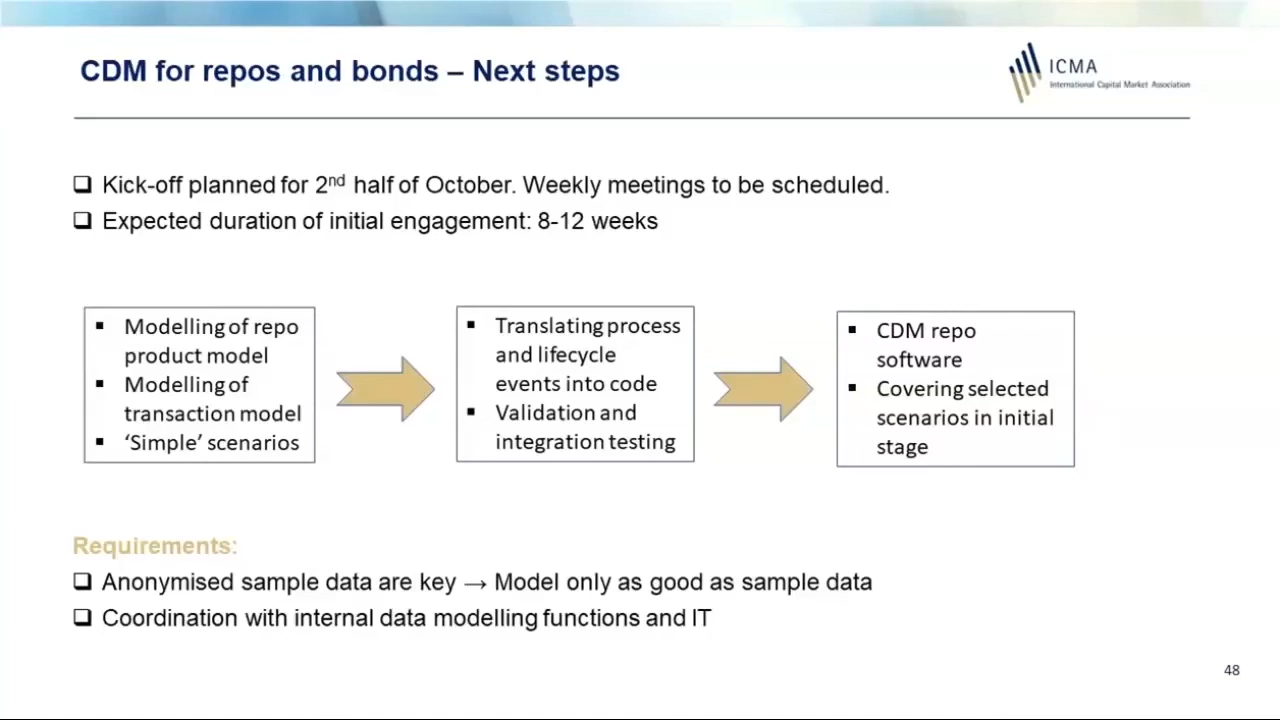 CDM for repos and bonds – Next steps
ICMA
International Capital Market Association
❑ Kick-off planned for 2nd half of October. Weekly meetings to be scheduled.
❑ Expected duration of initial engagement: 8-12 weeks
▪ Modelling of repo
product model
▪ Modelling of
transaction model
▪ ‘Simple’ scenarios
▪ Translating process
and lifecycle
events into code
▪ Validation and
integration testing
▪ CDM repo
software
▪ Covering selected
scenarios in initial
stage
Requirements:
❑ Anonymised sample data are key → Model only as good as sample data
❑ Coordination with internal data modelling functions and IT
48